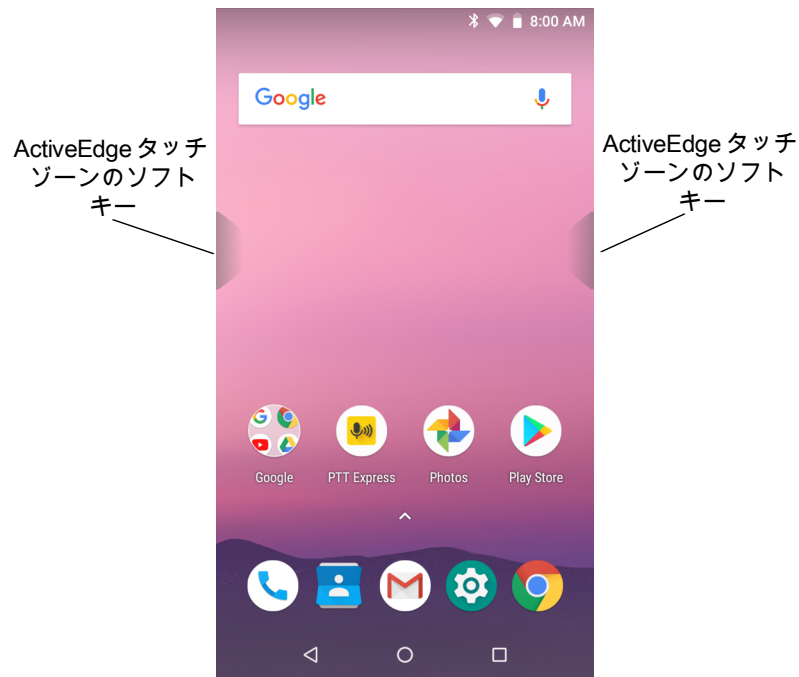 8:00 AM
Google
ActiveEdge タッチ
ゾーンのソフト
キー
ActiveEdge タッチ
ゾーンのソフト
キー
Google PTT Express Photos Play Store